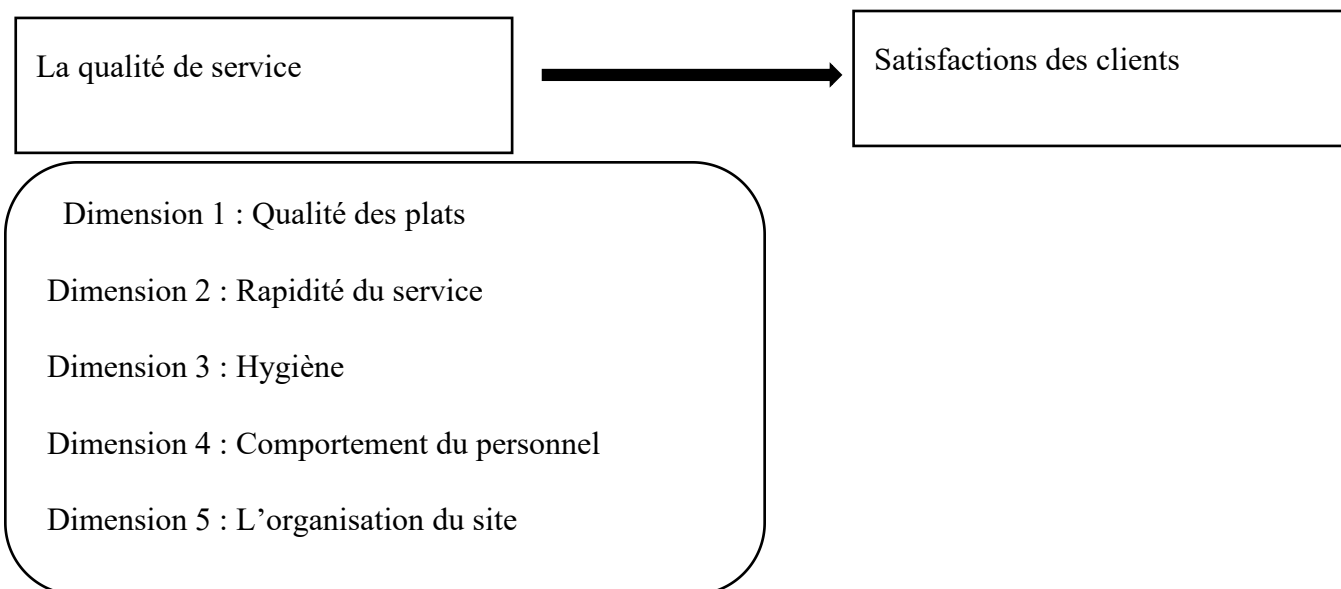 La qualité de service
Satisfactions des clients
Dimension 1 : Qualité des plats
Dimension 2 : Rapidité du service
Dimension 3 : Hygiène
Dimension 4 : Comportement du personnel
Dimension 5 : L’organisation du site